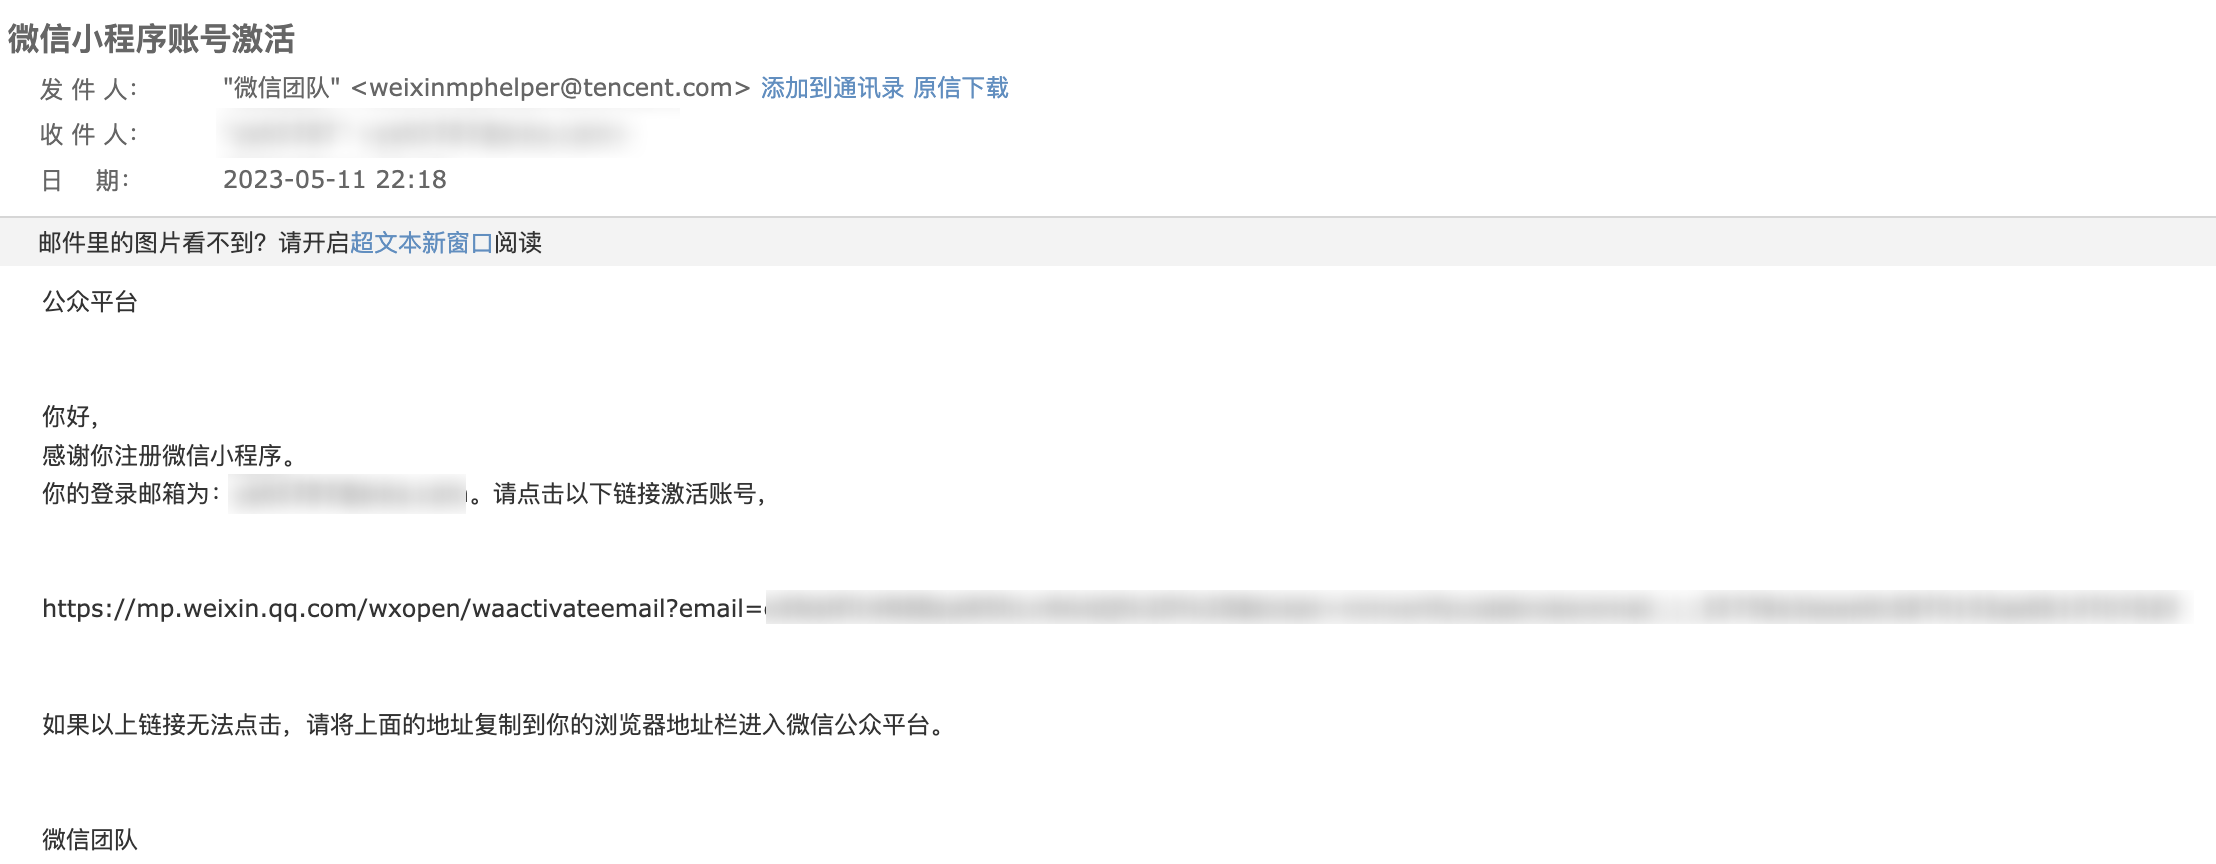 微信小程序账号激活
发 件 人： "微信团队" <weixinmphelper@tencent.com> 添加到通讯录 原信下载
收 件 人：
日 期： 2023-05-11 22:18
邮件里的图片看不到？请开启超文本新窗口阅读
公众平台
你好，
感谢你注册微信小程序。
你的登录邮箱为： 。请点击以下链接激活账号，
https://mp.weixin.qq.com/wxopen/waactivateemail?email=
如果以上链接无法点击，请将上面的地址复制到你的浏览器地址栏进入微信公众平台。
微信团队